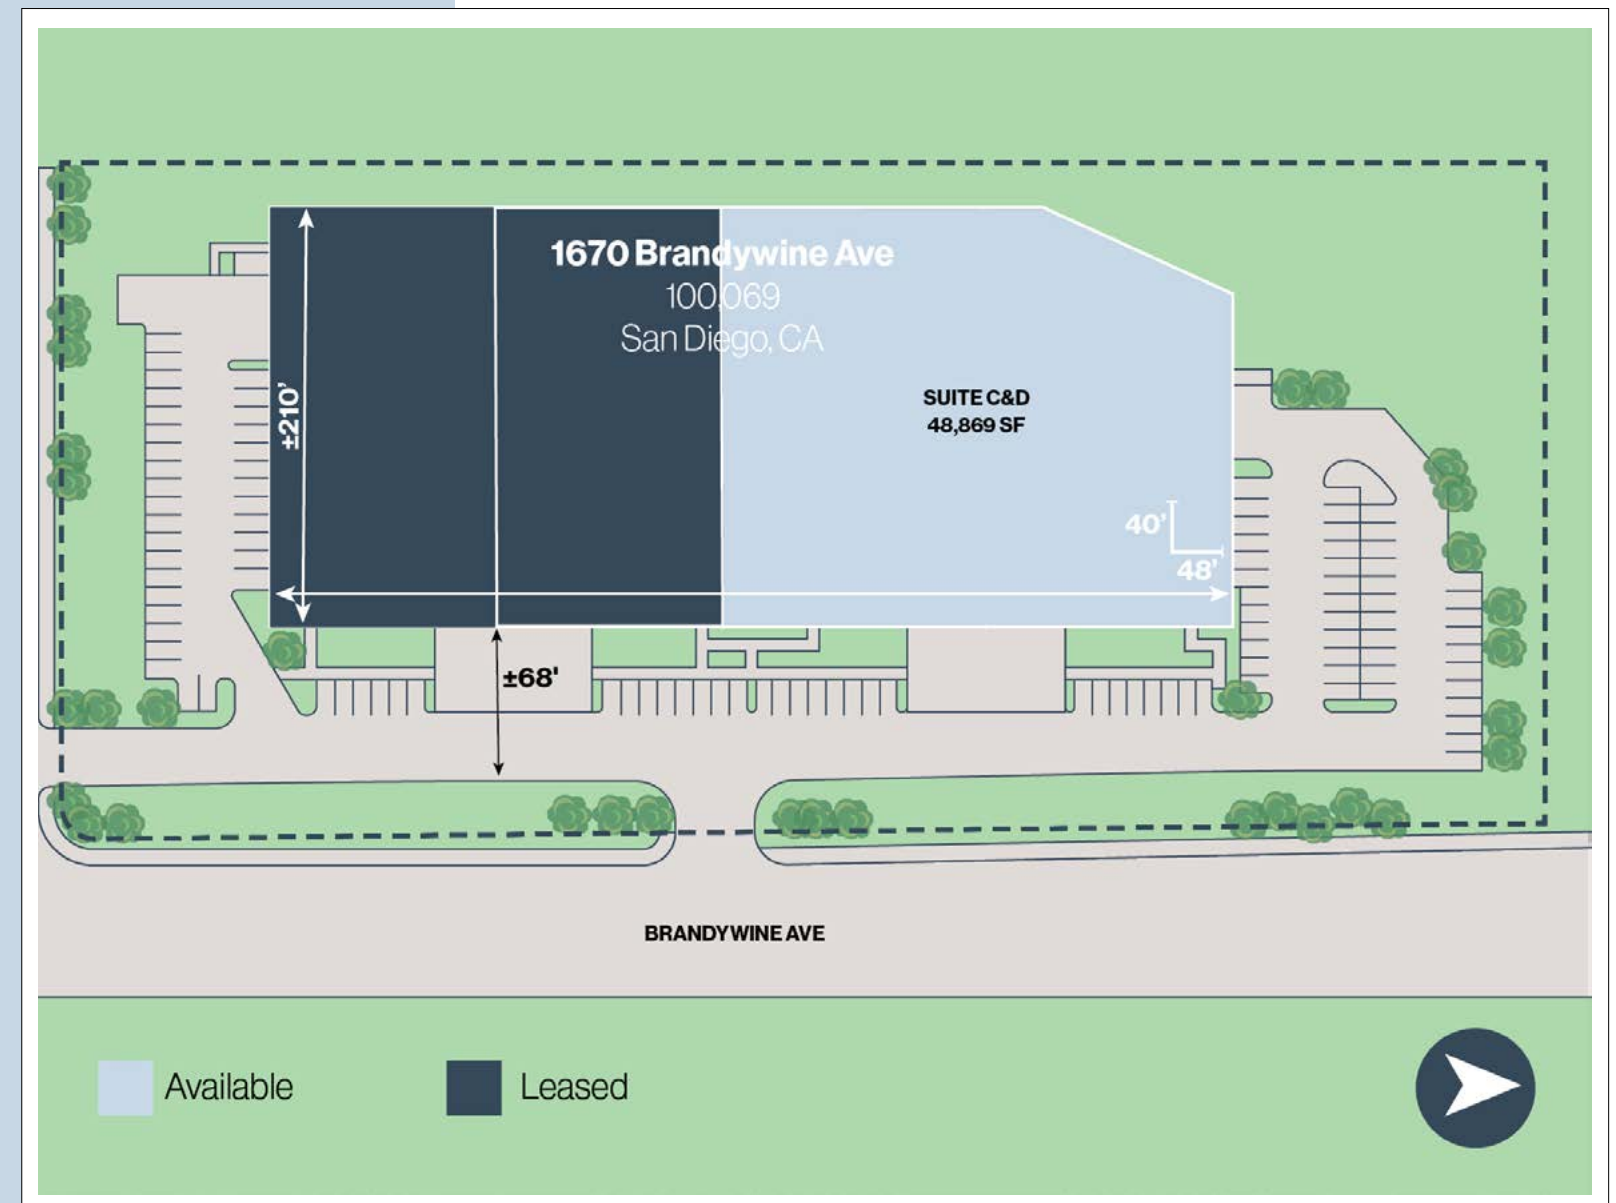 1670 Brandywine Ave
100,069
San Diego, CA
±210'
SUITE C&D
48,869 SF
40'
48'
±68'
BRANDYWINE AVE
Available
Leased